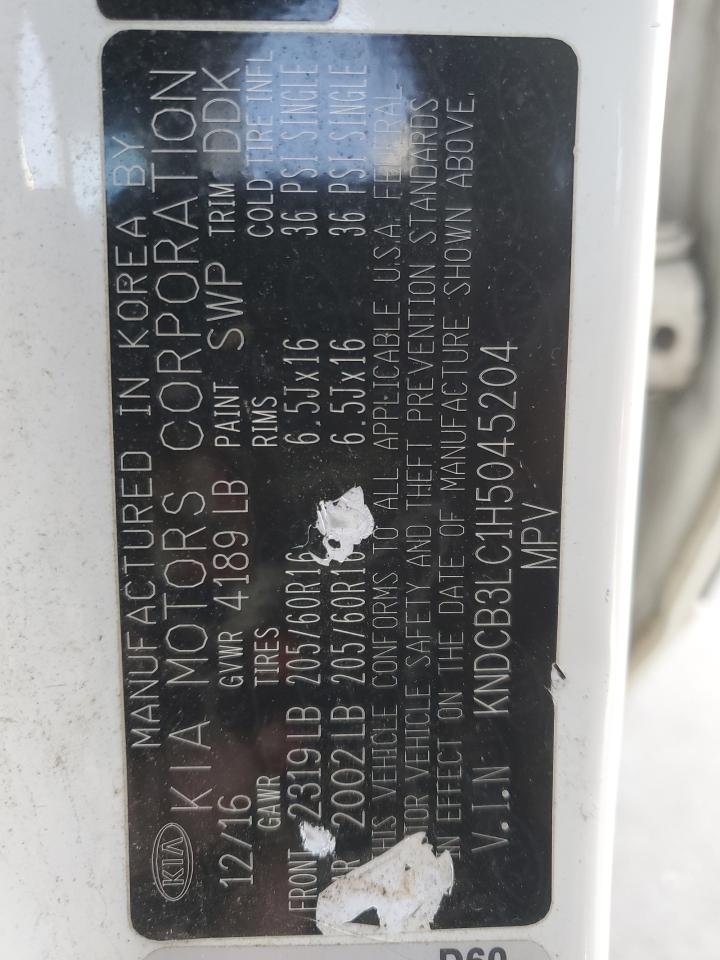 KIA
MANUFACTURED IN KOREA BY
KIA MOTORS CORPORATION
12/16 GVWR 4189 LB PAINT SWP TRIM DDK
GAWR TIRES RIMS COLD TIRE INFL
FRONT 2319 LB 205/60R16 6.5Jx16 36 PSI SINGLE
2002 LB 205/60R16 6.5Jx16 36 PSI SINGLE
THIS VEHICLE CONFORMS TO ALL APPLICABLE U.S.A. FEDERAL
MOTOR VEHICLE SAFETY AND THEFT PREVENTION STANDARDS
IN EFFECT ON THE DATE OF MANUFACTURE SHOWN ABOVE.
V.I.N KNDCB3LC1H5045204
MPV
D60